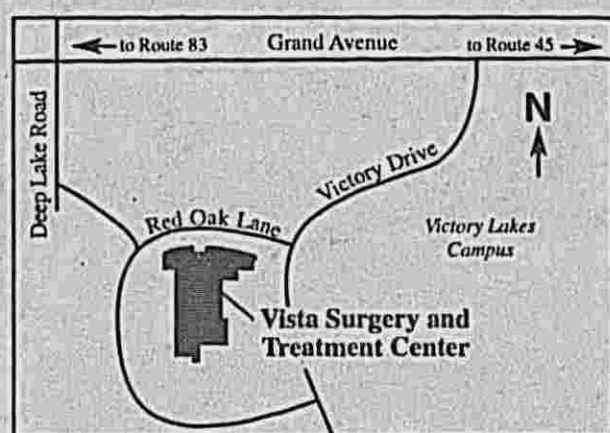 to Route 83 Grand Avenue to Route 45
Deep Lake Road
N
Victory Drive
Red Oak Lane
Victory Lakes
Campus
Vista Surgery and
Treatment Center